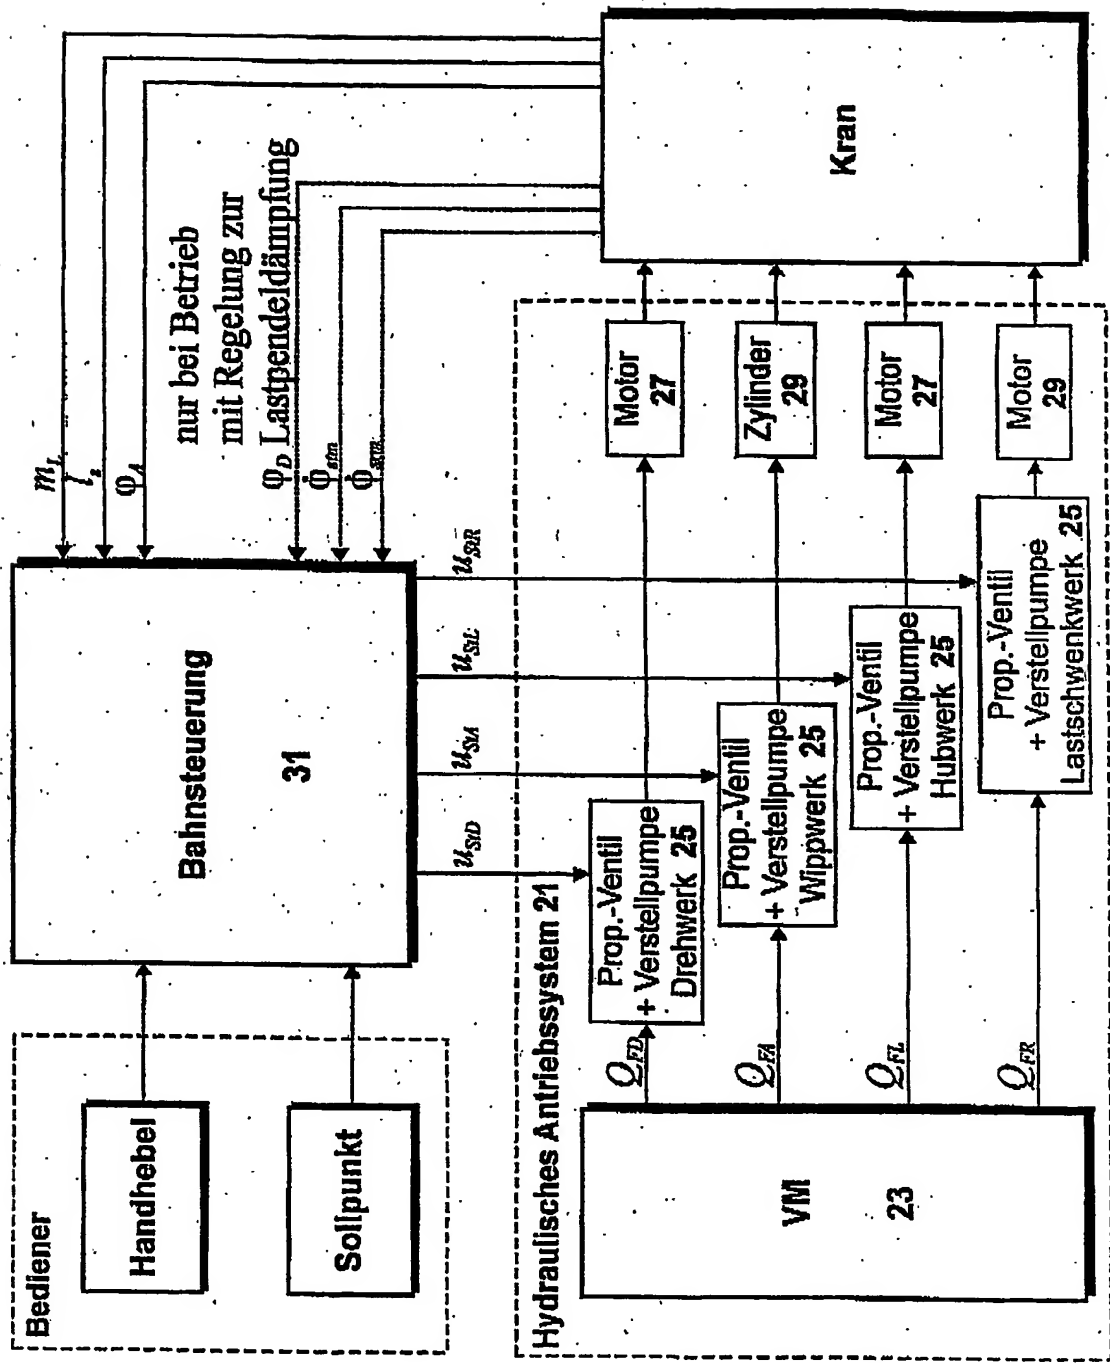 Bediener
Handhebel
Sollpunkt
Bahnsteuerung
31
m_L
l_s
φ_A
nur bei Betrieb
mit Regelung zur
φ_D Lastpendeldämpfung
u_StD
u_StA
u_StL
u_StR
Hydraulisches Antriebssystem 21
VM
23
Q_FD
Q_FA
Q_FL
Q_FR
Prop.-Ventil
+ Verstellpumpe
Drehwerk 25
Prop.-Ventil
+ Verstellpumpe
Wippwerk 25
Prop.-Ventil
+ Verstellpumpe
Hubwerk 25
Prop.-Ventil
+ Verstellpumpe
Lastschwenkwerk 25
Motor
27
Zylinder
29
Motor
27
Motor
29
Kran